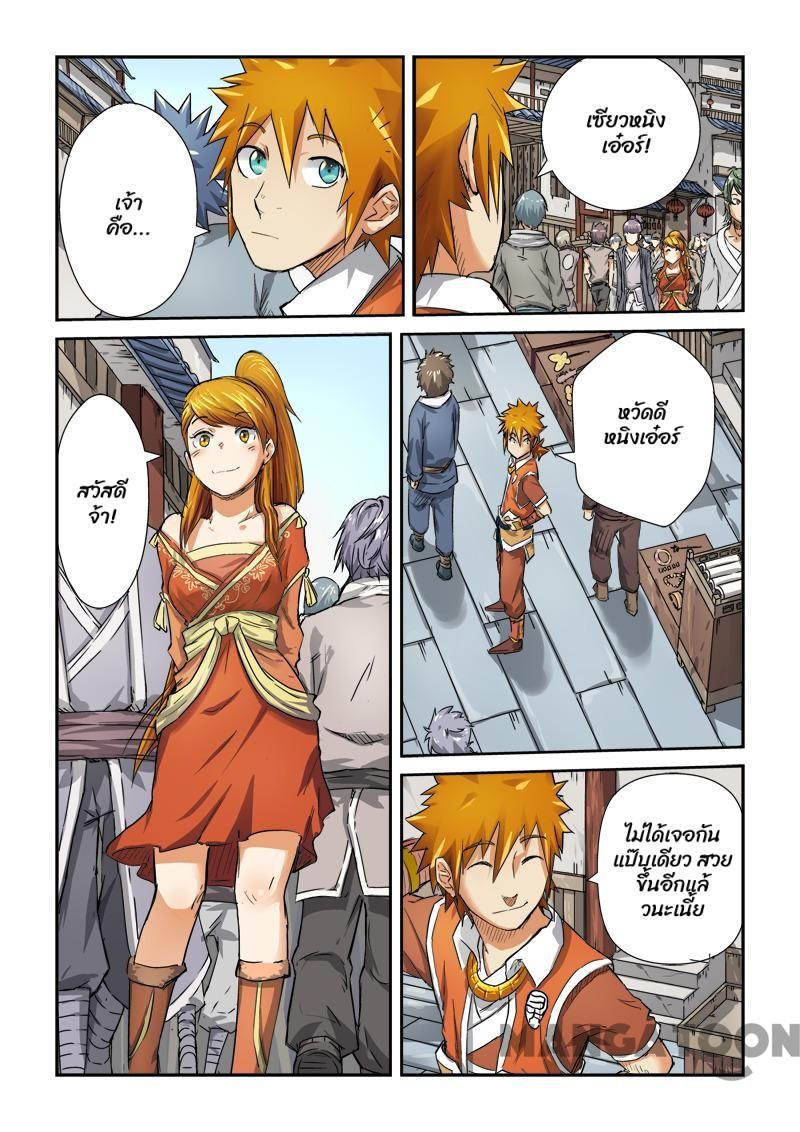 เจ้า
คือ...
เซียวหนิง
เอ๋อร์!
สวัสดี
จ้า!
หวัดดี
หนิงเอ๋อร์
ไม่ได้เจอกัน
แป๊บเดียว สวย
ขึ้นอีกแล้
วนะเนี้ย
MANGATOON